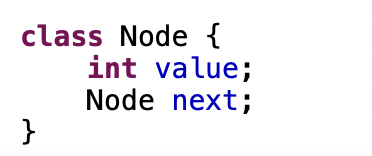 class Node {
    int value;
    Node next;
}